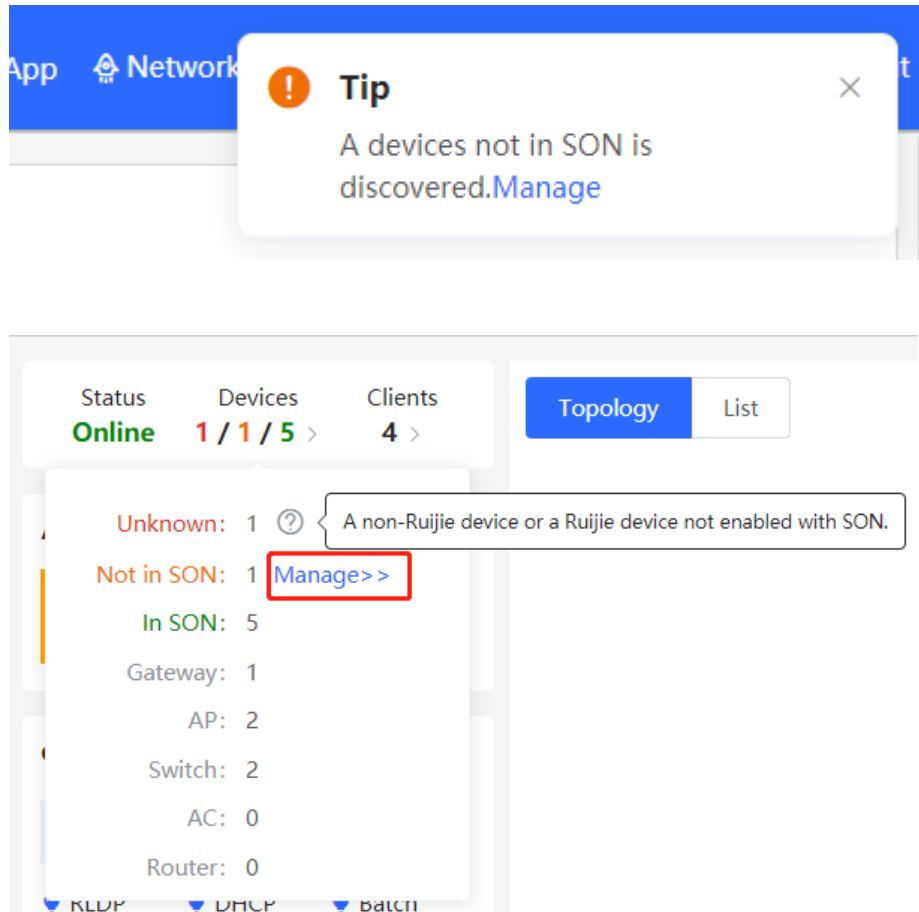 App Network
Tip
A devices not in SON is
discovered.Manage
Status Devices Clients
Online 1 / 1 / 5 > 4 >
Topology List
Unknown: 1 ? A non-Ruijie device or a Ruijie device not enabled with SON.
Not in SON: 1 Manage>>
In SON: 5
Gateway: 1
AP: 2
Switch: 2
AC: 0
Router: 0
RLDP DHCP Batch